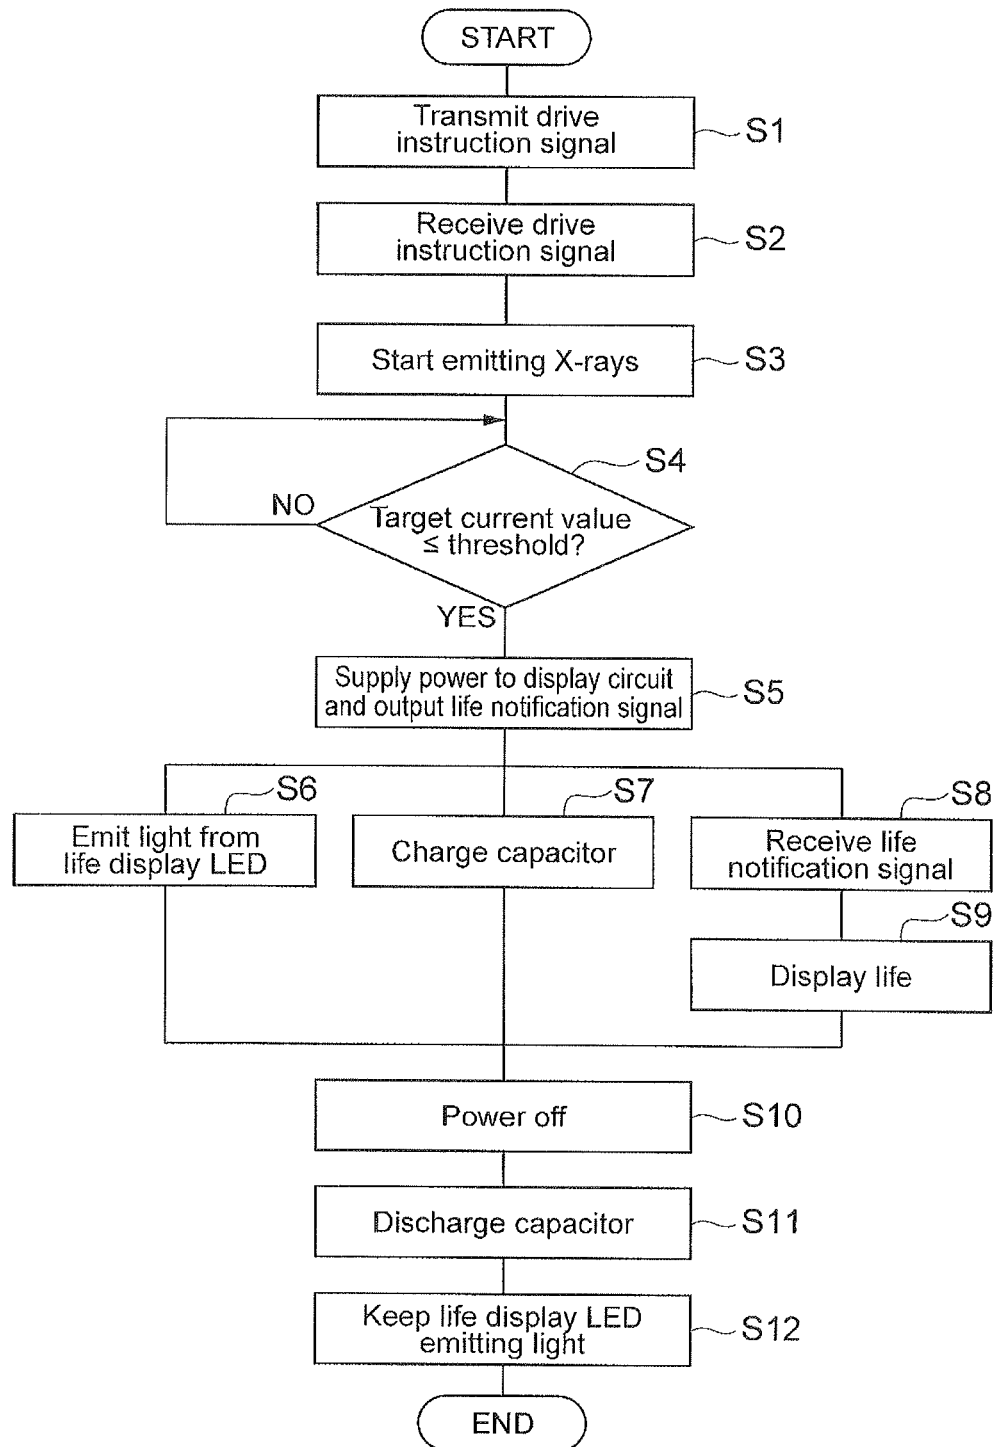 START
Transmit drive
instruction signal
S1
Receive drive
instruction signal
S2
Start emitting X-rays
S3
S4
NO
Target current value
≤ threshold?
YES
Supply power to display circuit
and output life notification signal
S5
S6
Emit light from
life display LED
S7
Charge capacitor
S8
Receive life
notification signal
S9
Display life
Power off
S10
Discharge capacitor
S11
Keep life display LED
emitting light
S12
END